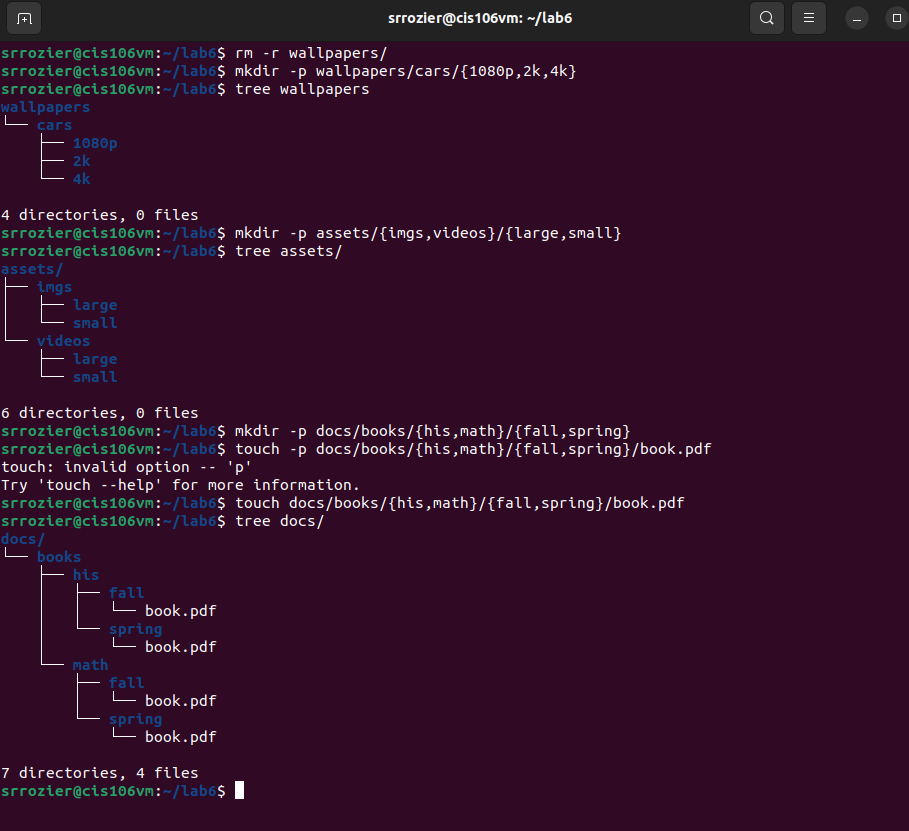 srrozier@cis106vm: ~/lab6
srrozier@cis106vm:~/lab6$ rm -r wallpapers/
srrozier@cis106vm:~/lab6$ mkdir -p wallpapers/cars/{1080p,2k,4k}
srrozier@cis106vm:~/lab6$ tree wallpapers
wallpapers
└── cars
    ├── 1080p
    ├── 2k
    └── 4k
4 directories, 0 files
srrozier@cis106vm:~/lab6$ mkdir -p assets/{imgs,videos}/{large,small}
srrozier@cis106vm:~/lab6$ tree assets/
assets/
├── imgs
│   ├── large
│   └── small
└── videos
    ├── large
    └── small
6 directories, 0 files
srrozier@cis106vm:~/lab6$ mkdir -p docs/books/{his,math}/{fall,spring}
srrozier@cis106vm:~/lab6$ touch -p docs/books/{his,math}/{fall,spring}/book.pdf
touch: invalid option -- 'p'
Try 'touch --help' for more information.
srrozier@cis106vm:~/lab6$ touch docs/books/{his,math}/{fall,spring}/book.pdf
srrozier@cis106vm:~/lab6$ tree docs/
docs/
└── books
    ├── his
    │   ├── fall
    │   │   └── book.pdf
    │   └── spring
    │       └── book.pdf
    └── math
        ├── fall
        │   └── book.pdf
        └── spring
            └── book.pdf
7 directories, 4 files
srrozier@cis106vm:~/lab6$